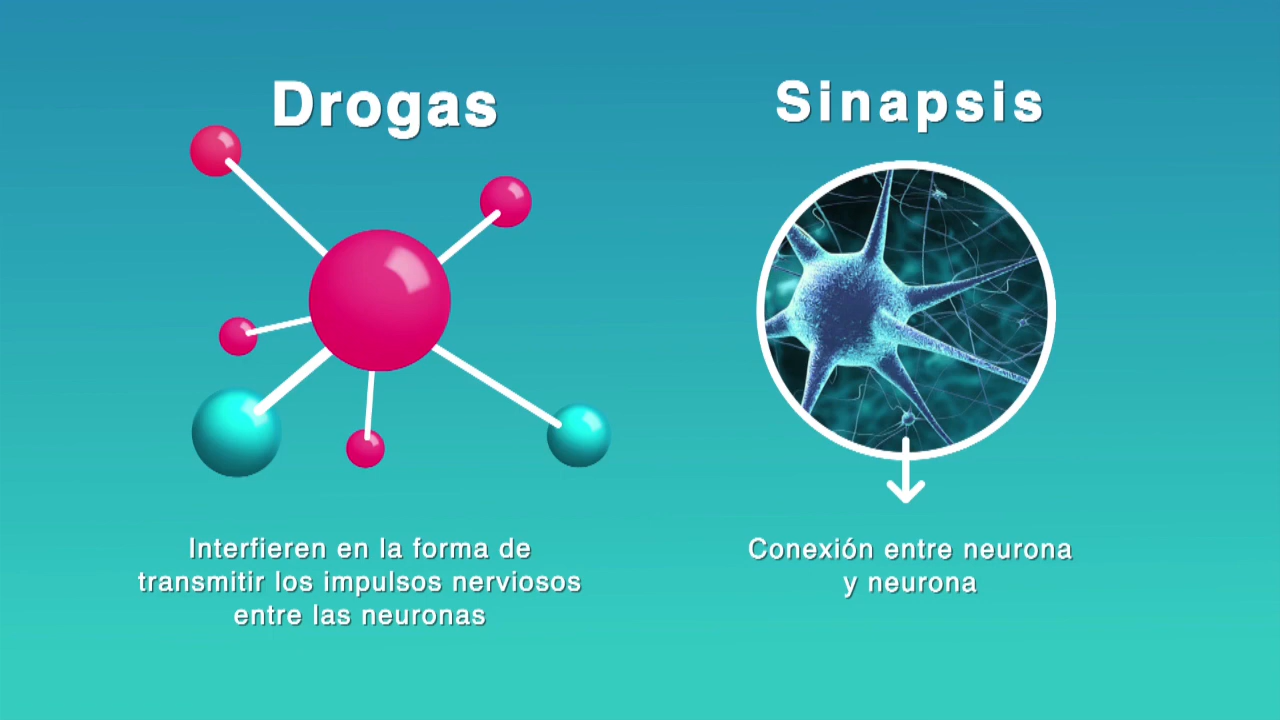 Drogas
Interfieren en la forma de
transmitir los impulsos nerviosos
entre las neuronas
Sinapsis
Conexión entre neurona
y neurona